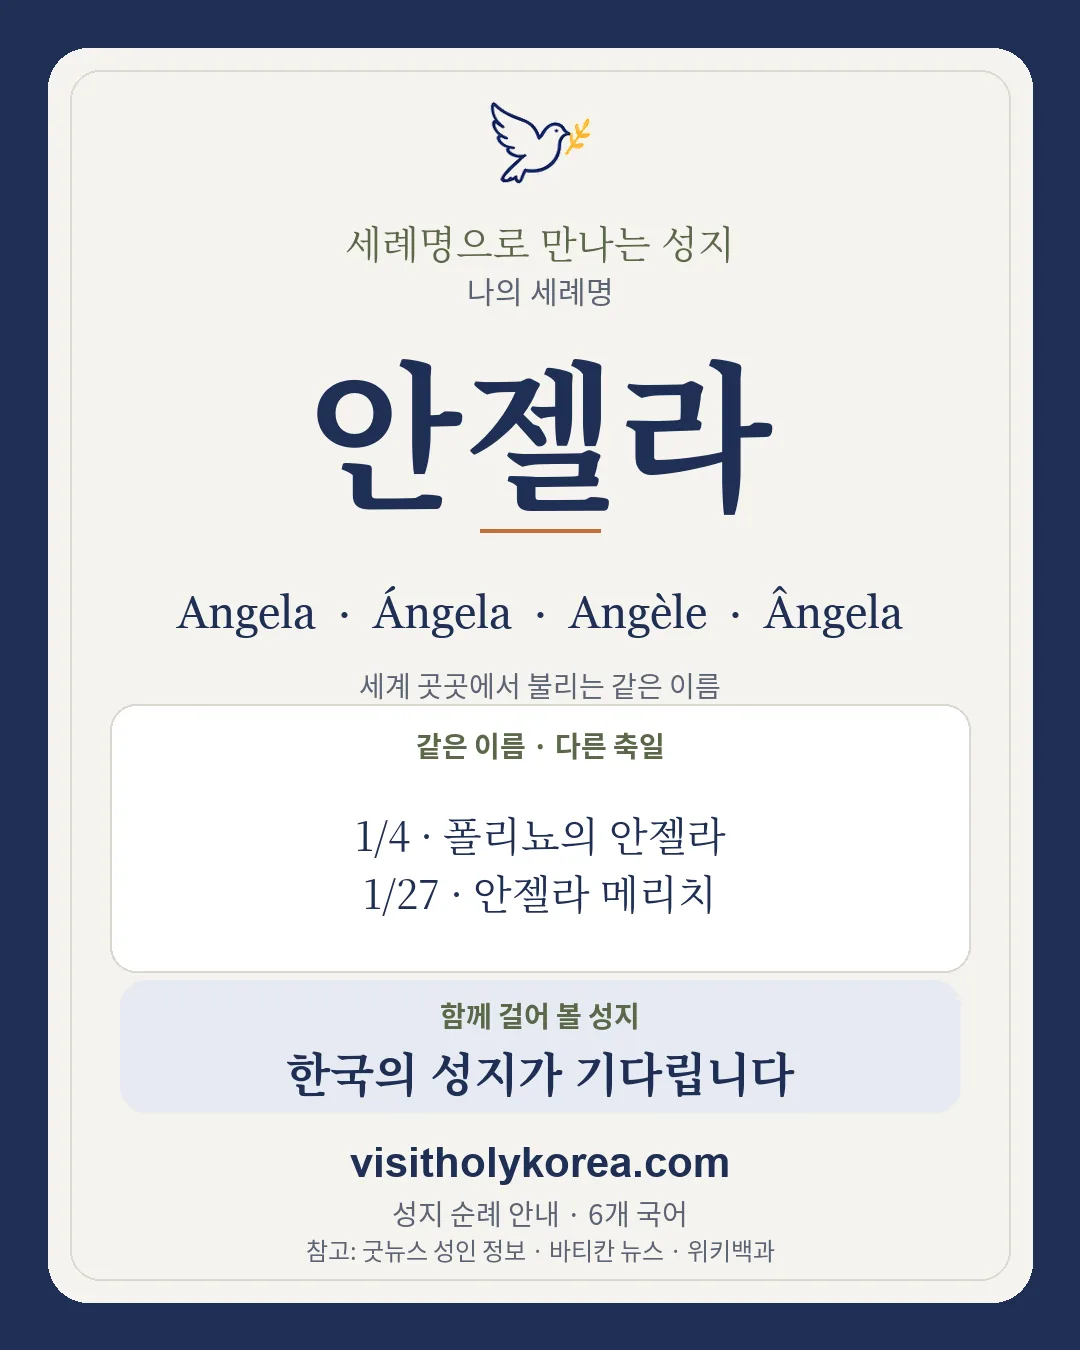 세례명으로 만나는 성지
나의 세례명
안젤라
Angela · Ángela · Angèle · Ângela
세계 곳곳에서 불리는 같은 이름
같은 이름 · 다른 축일
1/4 · 폴리뇨의 안젤라
1/27 · 안젤라 메리치
함께 걸어 볼 성지
한국의 성지가 기다립니다
visitholykorea.com
성지 순례 안내 · 6개 국어
참고: 굿뉴스 성인 정보 · 바티칸 뉴스 · 위키백과